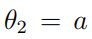 θ₂ = a